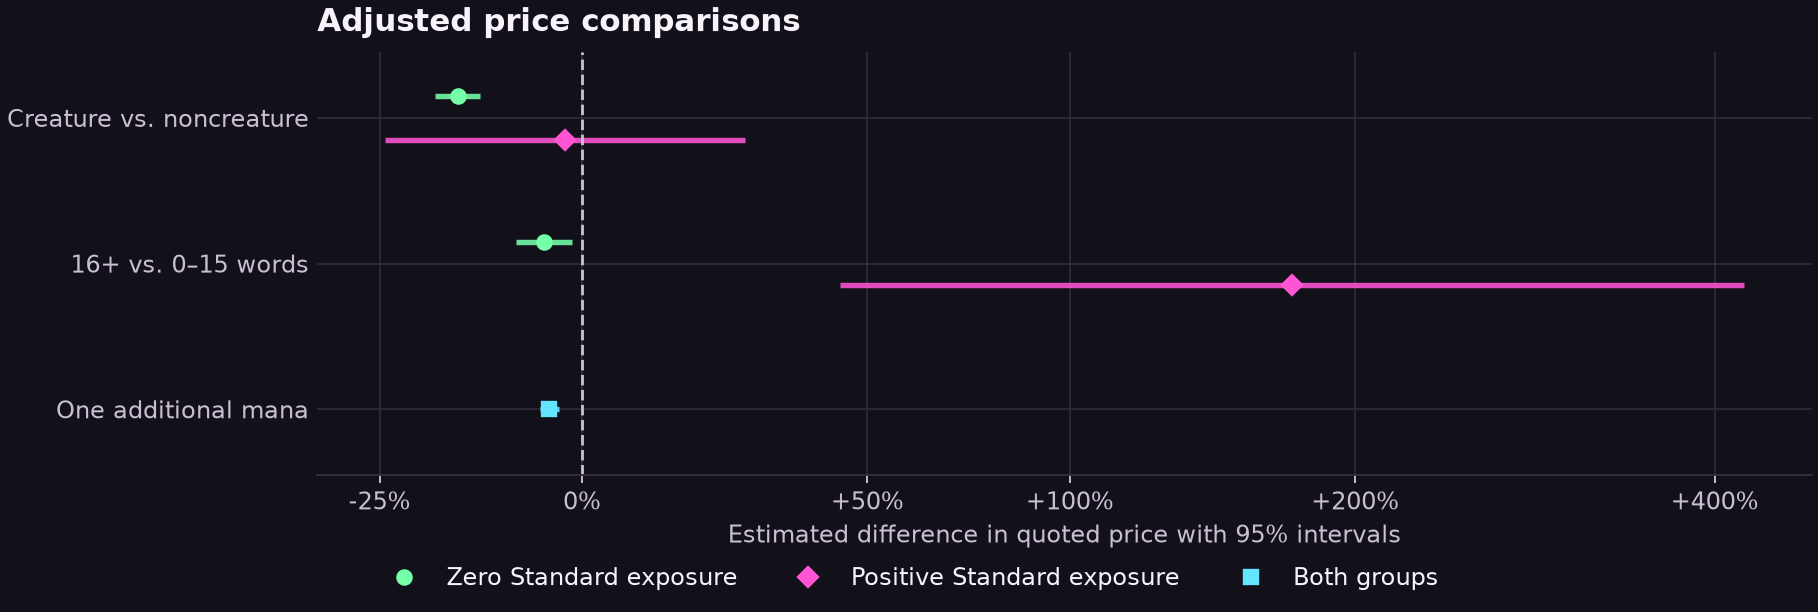 Adjusted price comparisons
Creature vs. noncreature
16+ vs. 0–15 words
One additional mana
-25% 0% +50% +100% +200% +400%
Estimated difference in quoted price with 95% intervals
Zero Standard exposure Positive Standard exposure Both groups